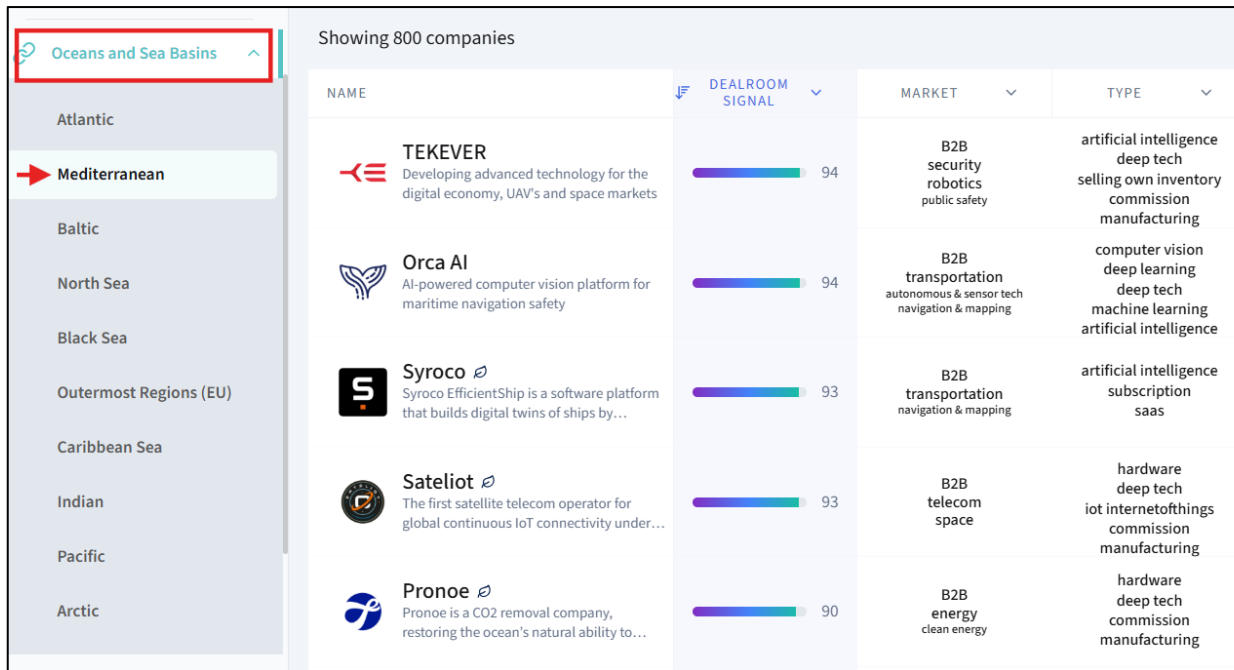 Oceans and Sea Basins
Atlantic
Mediterranean
Baltic
North Sea
Black Sea
Outermost Regions (EU)
Caribbean Sea
Indian
Pacific
Arctic
Showing 800 companies
NAME
DEALROOM
SIGNAL
MARKET
TYPE
TEKEVER
Developing advanced technology for the
digital economy, UAV's and space markets
94
B2B
security
robotics
public safety
artificial intelligence
deep tech
selling own inventory
commission
manufacturing
Orca AI
AI-powered computer vision platform for
maritime navigation safety
94
B2B
transportation
autonomous & sensor tech
navigation & mapping
computer vision
deep learning
deep tech
machine learning
artificial intelligence
S
Syroco
Syroco EfficientShip is a software platform
that builds digital twins of ships by…
93
B2B
transportation
navigation & mapping
artificial intelligence
subscription
saas
Sateliot
The first satellite telecom operator for
global continuous IoT connectivity under…
93
B2B
telecom
space
hardware
deep tech
iot internetofthings
commission
manufacturing
Pronoe
Pronoe is a CO2 removal company,
restoring the ocean's natural ability to…
90
B2B
energy
clean energy
hardware
deep tech
commission
manufacturing